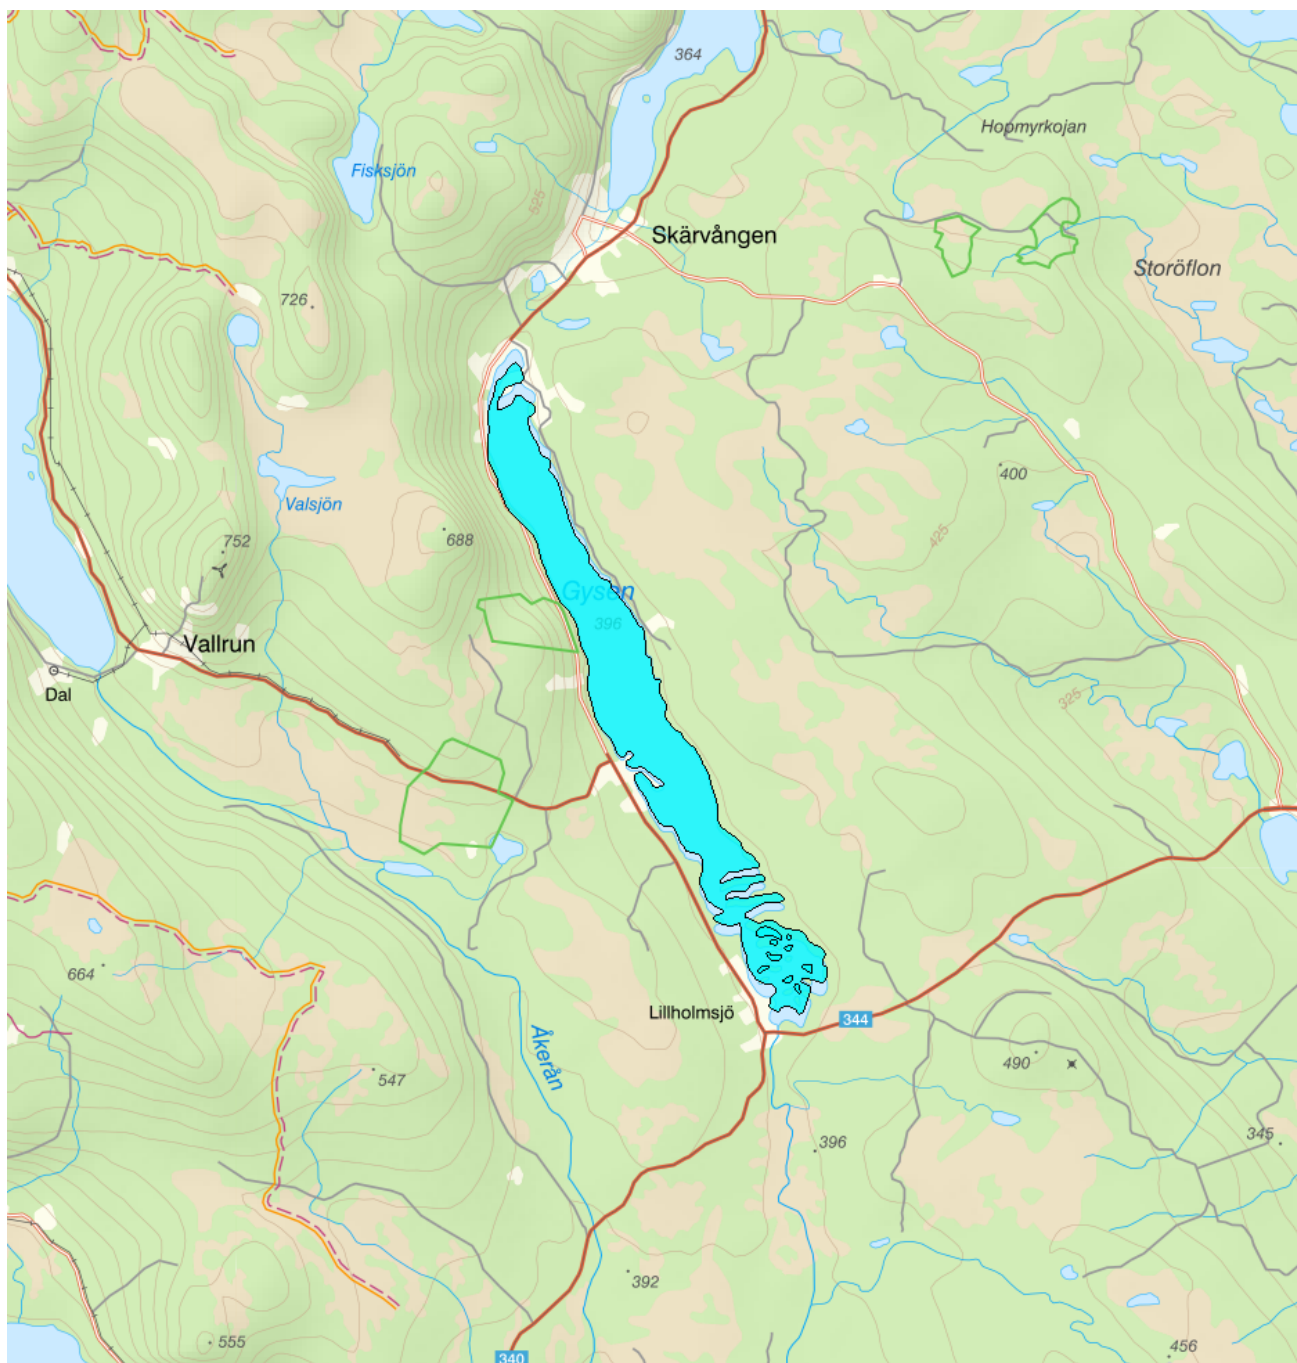 364
Hopmyrkojan
Fisksjön
525
Skärvången
Storöflon
726
400
Valsjön
425
688
752
Gysen
396
Vallrun
Dal
325
664
Lillholmsjö
344
Åkerån
490
547
396
345
392
555
456
340